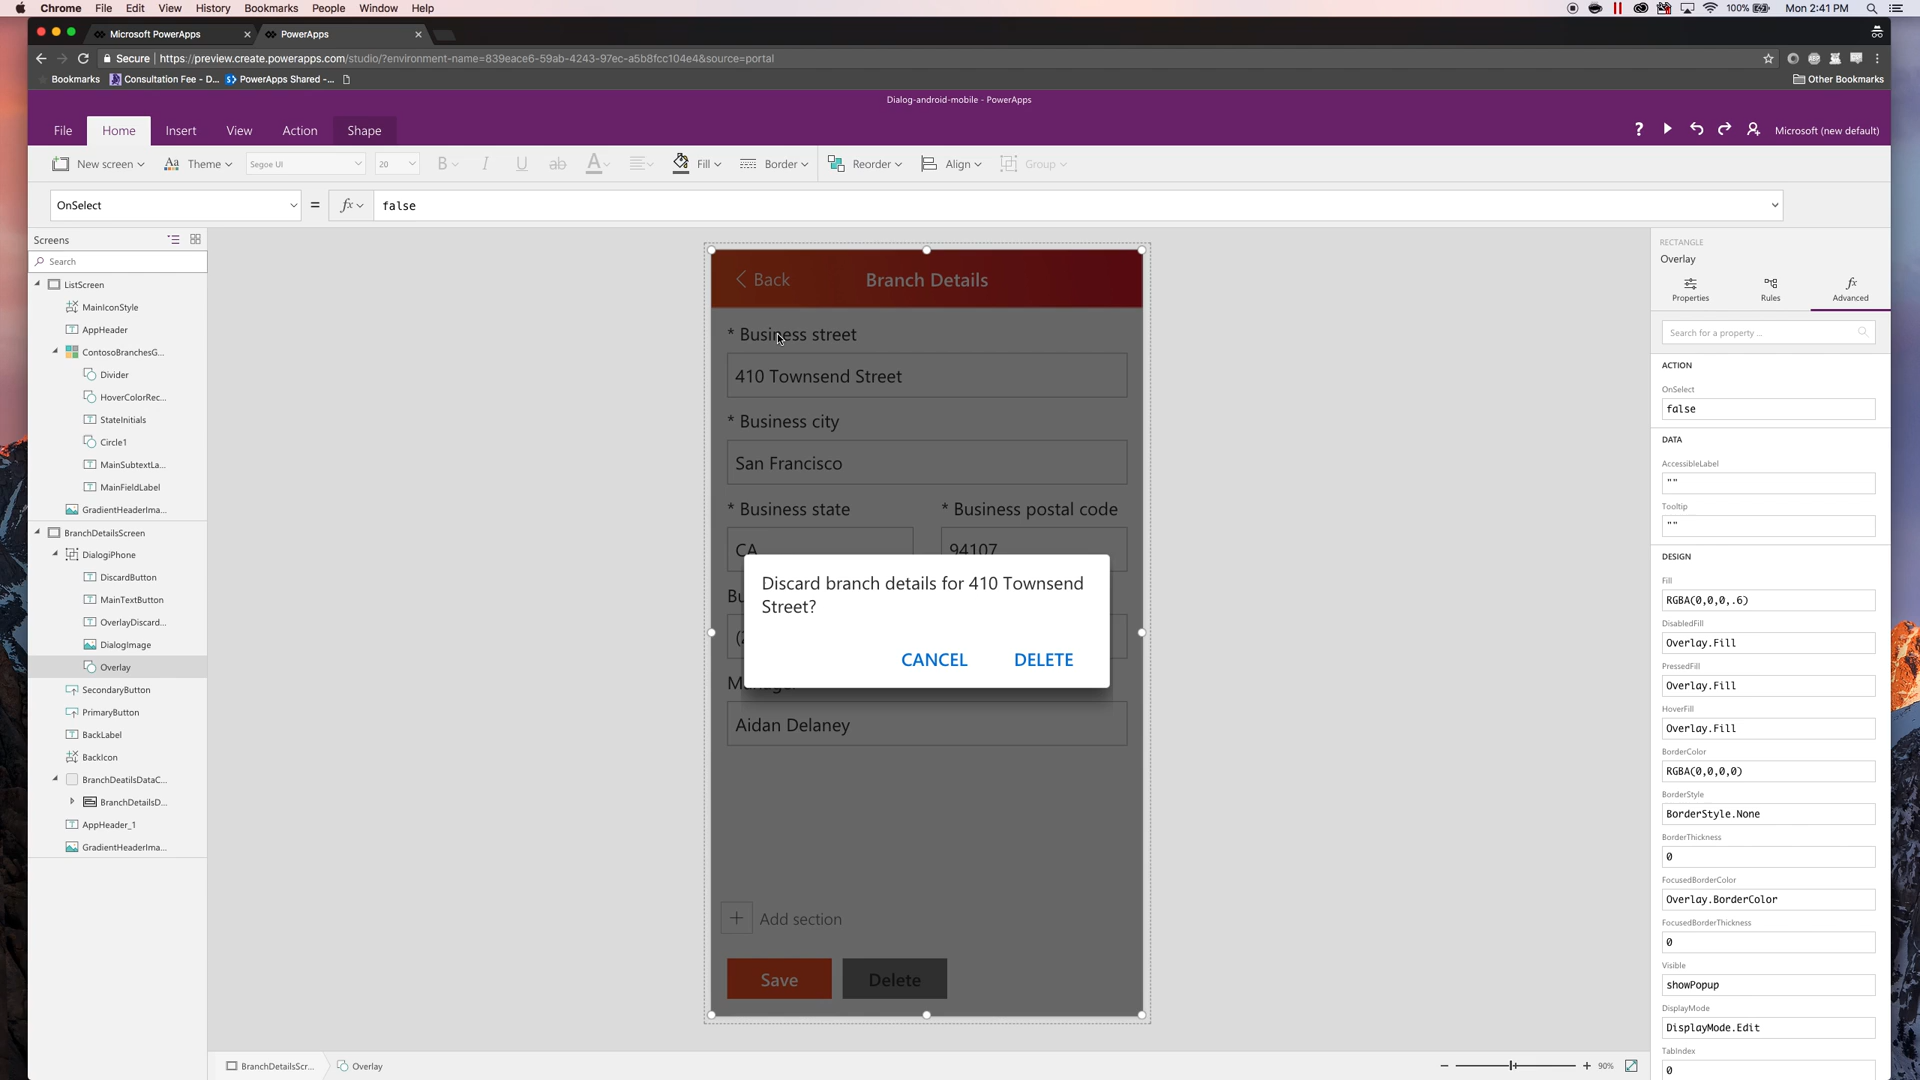 Chrome File Edit View History Bookmarks People Window Help
100%
Mon 2:41 PM
Microsoft PowerApps
PowerApps
Secure
https://preview.create.powerapps.com/studio/?environment-name=839eace6-59ab-4243-97ec-a5b8fcc104e4&source=portal
Bookmarks
Consultation Fee - D...
PowerApps Shared -...
Other Bookmarks
Dialog-android-mobile - PowerApps
File Home Insert View Action Shape
? Microsoft (new default)
New screen
Theme
Segoe UI
20
B I U ab A
Fill
Border
Reorder
Align
Group
OnSelect = fx false
Screens
Search
ListScreen
MainIconStyle
AppHeader
ContosoBranchesG...
Divider
HoverColorRec...
StateInitials
Circle1
MainSubtextLa...
MainFieldLabel
GradientHeaderIma...
BranchDetailsScreen
DialogiPhone
DiscardButton
MainTextButton
OverlayDiscard...
DialogImage
Overlay
SecondaryButton
PrimaryButton
BackLabel
BackIcon
BranchDeatilsDataC...
BranchDetailsD...
AppHeader_1
GradientHeaderIma...
Back
Branch Details
* Business street
410 Townsend Street
* Business city
San Francisco
* Business state
* Business postal code
CA
94107
Bu
(2
Discard branch details for 410 Townsend
Street?
CANCEL
DELETE
Manager
Aidan Delaney
+ Add section
Save
Delete
RECTANGLE
Overlay
Properties
Rules
fx
Advanced
Search for a property ...
ACTION
OnSelect
false
DATA
AccessibleLabel
""
Tooltip
""
DESIGN
Fill
RGBA(0,0,0,.6)
DisabledFill
Overlay.Fill
PressedFill
Overlay.Fill
HoverFill
Overlay.Fill
BorderColor
RGBA(0,0,0,0)
BorderStyle
BorderStyle.None
BorderThickness
0
FocusedBorderColor
Overlay.BorderColor
FocusedBorderThickness
0
Visible
showPopup
DisplayMode
DisplayMode.Edit
TabIndex
0
BranchDetailsScr...
Overlay
90%